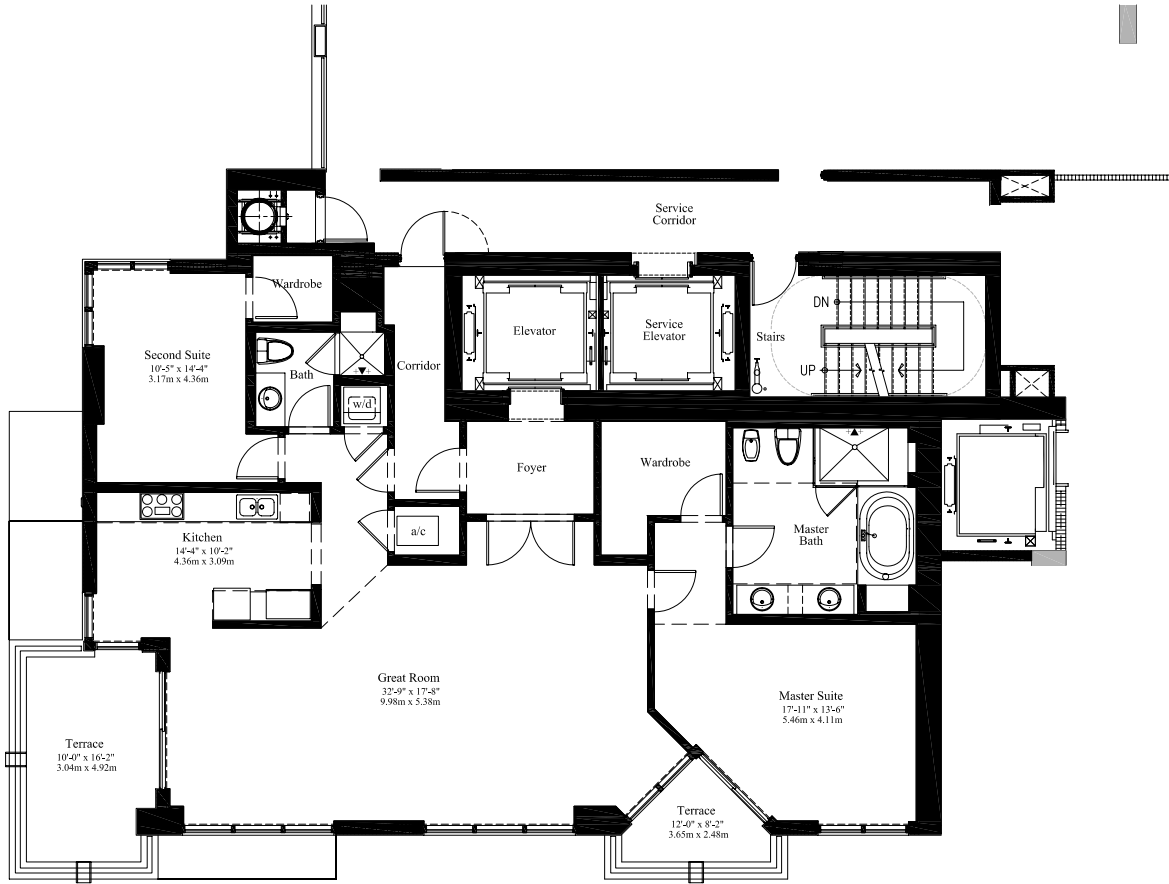 Service
Corridor
Wardrobe
DN
Elevator
Service
Elevator
Stairs
Second Suite
10'-5" x 14'-4"
3.17m x 4.36m
Corridor
Bath
UP
w/d
Wardrobe
Foyer
a/c
Kitchen
14'-4" x 10'-2"
4.36m x 3.09m
Master
Bath
Great Room
32'-9" x 17'-8"
9.98m x 5.38m
Master Suite
17'-11" x 13'-6"
5.46m x 4.11m
Terrace
10'-0" x 16'-2"
3.04m x 4.92m
Terrace
12'-0" x 8'-2"
3.65m x 2.48m